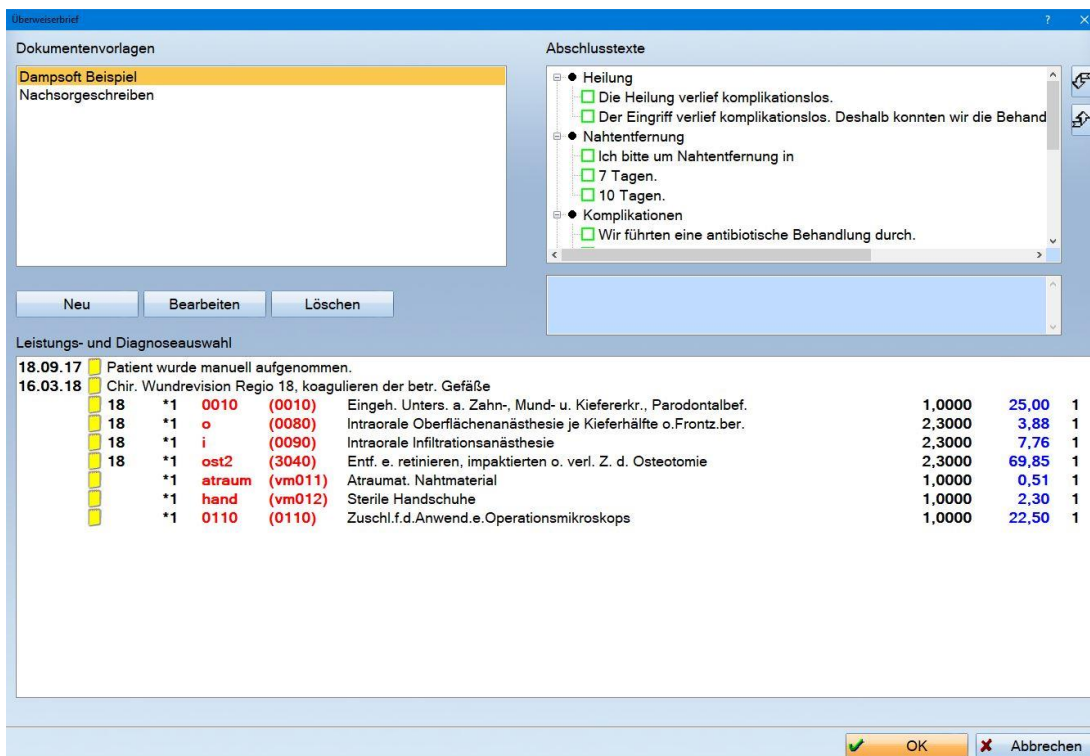 Überweiserbrief ? ×
Dokumentenvorlagen
Dampsoft Beispiel
Nachsorgeschreiben
Neu Bearbeiten Löschen
Abschlusstexte
Heilung
Die Heilung verlief komplikationslos.
Der Eingriff verlief komplikationslos. Deshalb konnten wir die Behand
Nahtentfernung
Ich bitte um Nahtentfernung in
7 Tagen.
10 Tagen.
Komplikationen
Wir führten eine antibiotische Behandlung durch.
Leistungs- und Diagnoseauswahl
18.09.17 Patient wurde manuell aufgenommen.
16.03.18 Chir. Wundrevision Regio 18, koagulieren der betr. Gefäße
18 *1 0010 (0010) Eingeh. Unters. a. Zahn-, Mund- u. Kiefererkr., Parodontalbef. 1,0000 25,00 1
18 *1 o (0080) Intraorale Oberflächenanästhesie je Kieferhälfte o.Frontz.ber. 2,3000 3,88 1
18 *1 i (0090) Intraorale Infiltrationsanästhesie 2,3000 7,76 1
18 *1 ost2 (3040) Entf. e. retinieren, impaktierten o. verl. Z. d. Osteotomie 2,3000 69,85 1
*1 atraum (vm011) Atraumat. Nahtmaterial 1,0000 0,51 1
*1 hand (vm012) Sterile Handschuhe 1,0000 2,30 1
*1 0110 (0110) Zuschl.f.d.Anwend.e.Operationsmikroskops 1,0000 22,50 1
OK Abbrechen